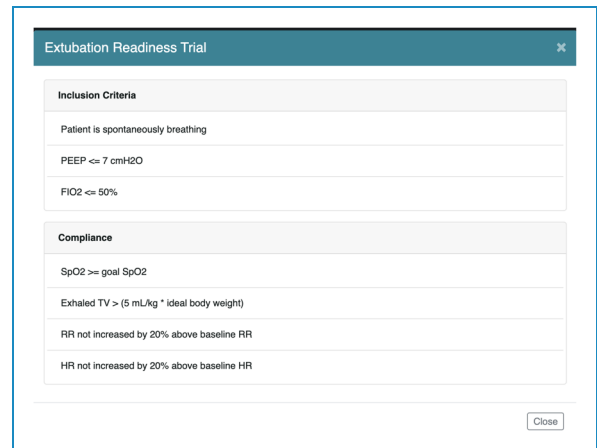 Extubation Readiness Trial ×
Inclusion Criteria
Patient is spontaneously breathing
PEEP <= 7 cmH2O
FIO2 <= 50%
Compliance
SpO2 >= goal SpO2
Exhaled TV > (5 mL/kg * ideal body weight)
RR not increased by 20% above baseline RR
HR not increased by 20% above baseline HR
Close